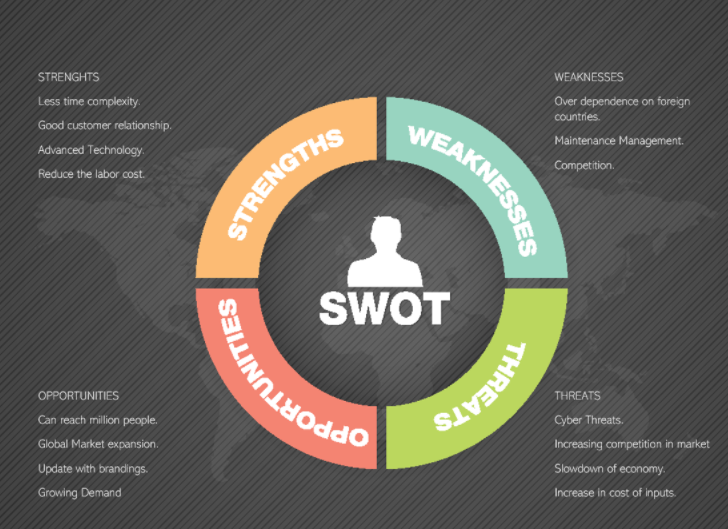 STRENGHTS
Less time complexity.
Good customer relationship.
Advanced Technology.
Reduce the labor cost.
WEAKNESSES
Over dependence on foreign
countries.
Maintenance Management.
Competition.
STRENGTHS
WEAKNESSES
SWOT
OPPORTUNITIES
THREATS
OPPORTUNITIES
Can reach million people.
Global Market expansion.
Update with brandings.
Growing Demand
THREATS
Cyber Threats.
Increasing competition in market
Slowdown of economy.
Increase in cost of inputs.